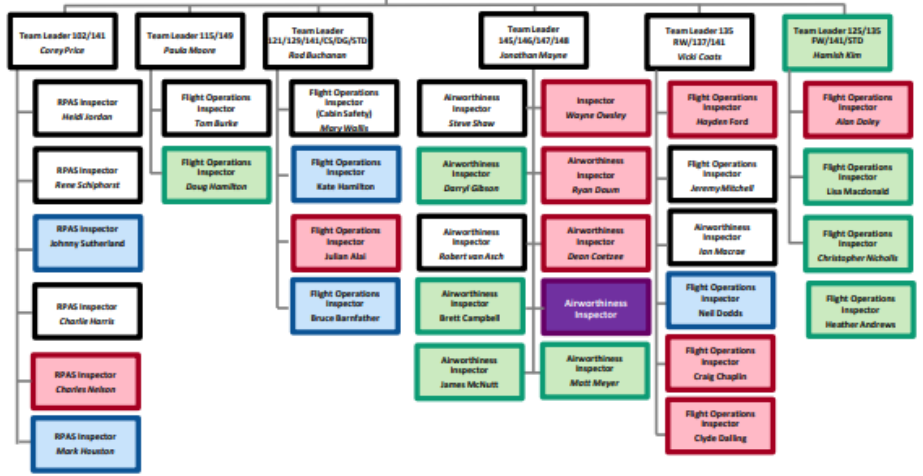 Team Leader 102/141
Corey Price
RPAS Inspector
Heidi Jordan
RPAS Inspector
Rene Schiphorst
RPAS Inspector
Johnny Sutherland
RPAS Inspector
Charlie Harris
RPAS Inspector
Charles Nelson
RPAS Inspector
Mark Houston
Team Leader 115/149
Paula Moore
Flight Operations
Inspector
Tom Burke
Flight Operations
Inspector
Doug Hamilton
Team Leader
121/129/141/CS/DG/STD
Rod Buchanan
Flight Operations
Inspector
(Cabin Safety)
Mary Wallis
Flight Operations
Inspector
Kate Hamilton
Flight Operations
Inspector
Julian Alai
Flight Operations
Inspector
Bruce Barnfather
Team Leader
145/146/147/148
Jonathan Mayne
Airworthiness
Inspector
Steve Shaw
Airworthiness
Inspector
Darryl Gibson
Airworthiness
Inspector
Robert van Asch
Airworthiness
Inspector
Brett Campbell
Airworthiness
Inspector
James McNutt
Inspector
Wayne Owsley
Airworthiness
Inspector
Ryan Daum
Airworthiness
Inspector
Dean Coetzee
Airworthiness
Inspector
Airworthiness
Inspector
Matt Meyer
Team Leader 135
RW/137/141
Vicki Coats
Flight Operations
Inspector
Hayden Ford
Flight Operations
Inspector
Jeremy Mitchell
Airworthiness
Inspector
Ian Macrae
Flight Operations
Inspector
Neil Dodds
Flight Operations
Inspector
Craig Chaplin
Flight Operations
Inspector
Clyde Dalling
Team Leader 125/135
FW/141/STD
Hamish Kim
Flight Operations
Inspector
Alan Daley
Flight Operations
Inspector
Lisa Macdonald
Flight Operations
Inspector
Christopher Nicholls
Flight Operations
Inspector
Heather Andrews